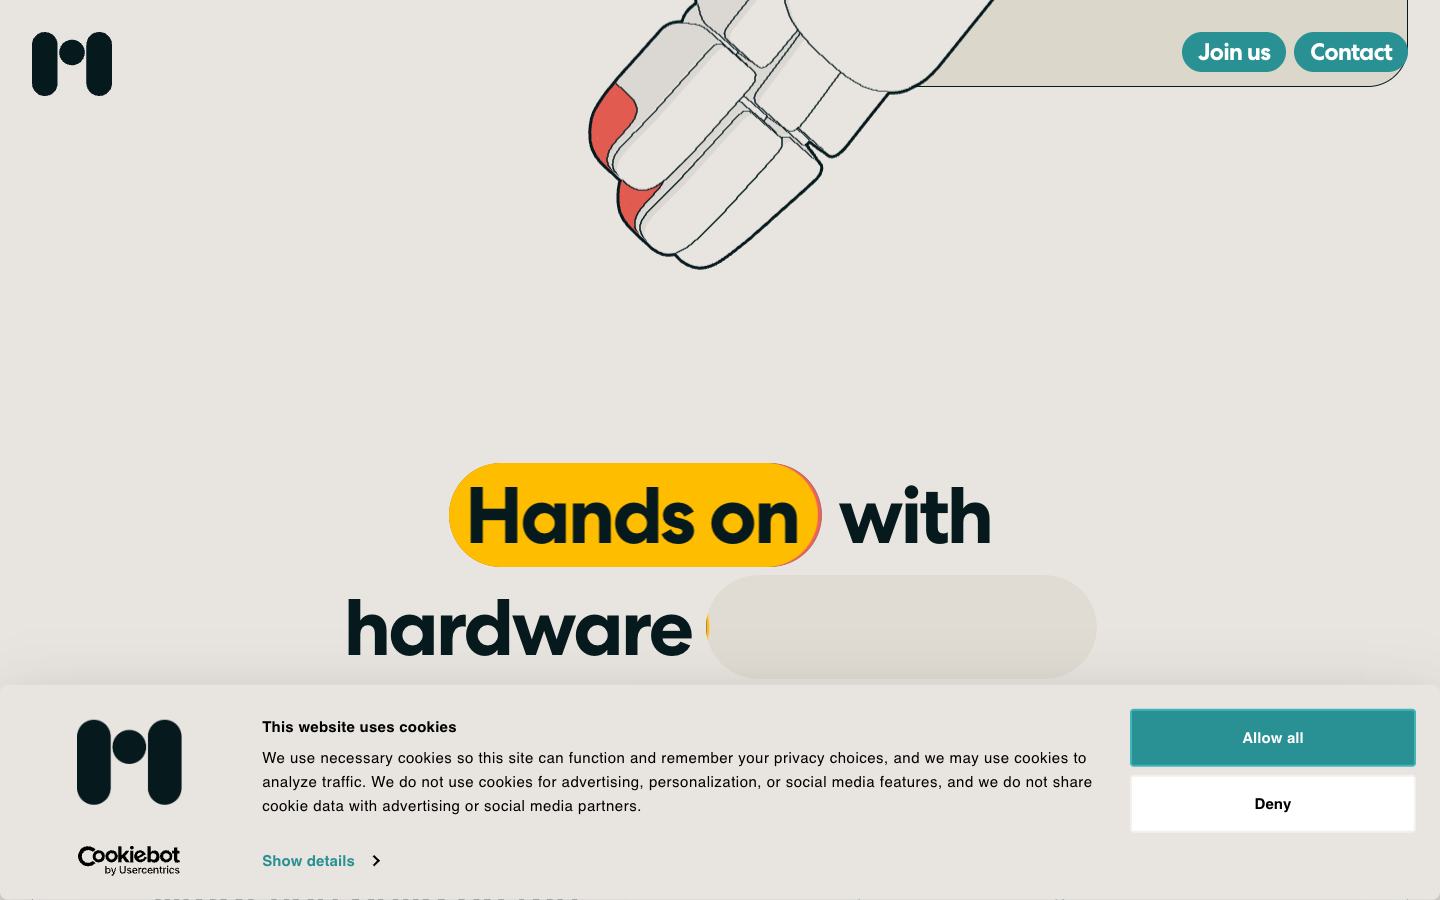 Join us
Contact
Hands on with
hardware
This website uses cookies
We use necessary cookies so this site can function and remember your privacy choices, and we may use cookies to
analyze traffic. We do not use cookies for advertising, personalization, or social media features, and we do not share
cookie data with advertising or social media partners.
Show details
Allow all
Deny
Cookiebot
by Usercentrics